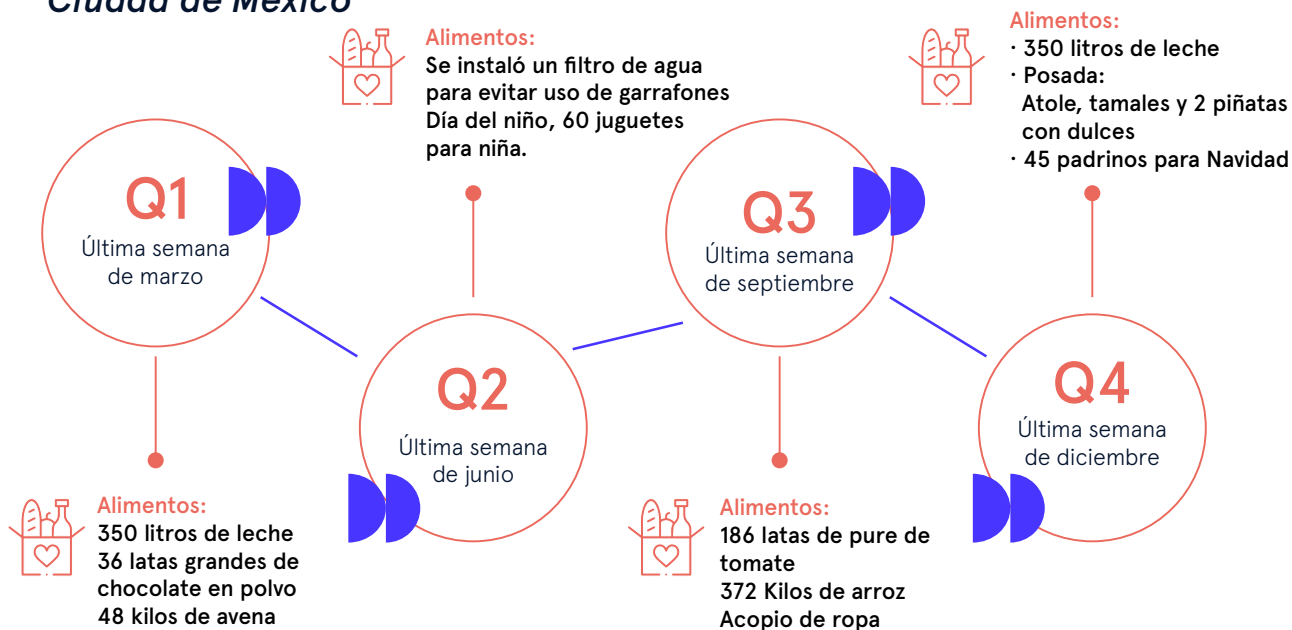 Ciudad de México
Alimentos:
Se instaló un filtro de agua
para evitar uso de garrafones
Día del niño, 60 juguetes
para niña.
Alimentos:
· 350 litros de leche
· Posada:
Atole, tamales y 2 piñatas
con dulces
· 45 padrinos para Navidad
Q1
Última semana
de marzo
Q3
Última semana
de septiembre
Q2
Última semana
de junio
Q4
Última semana
de diciembre
Alimentos:
350 litros de leche
36 latas grandes de
chocolate en polvo
48 kilos de avena
Alimentos:
186 latas de pure de
tomate
372 Kilos de arroz
Acopio de ropa